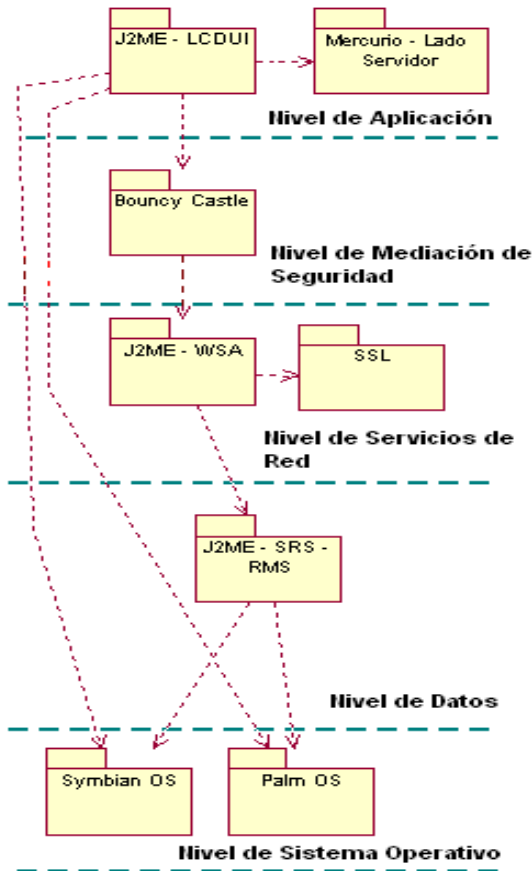 J2ME - LCDUI
Mercurio - Lado
Servidor
Nivel de Aplicación
Bouncy Castle
Nivel de Mediación de
Seguridad
J2ME - WSA
SSL
Nivel de Servicios de
Red
J2ME - SRS -
RMS
Nivel de Datos
Symbian OS
Palm OS
Nivel de Sistema Operativo